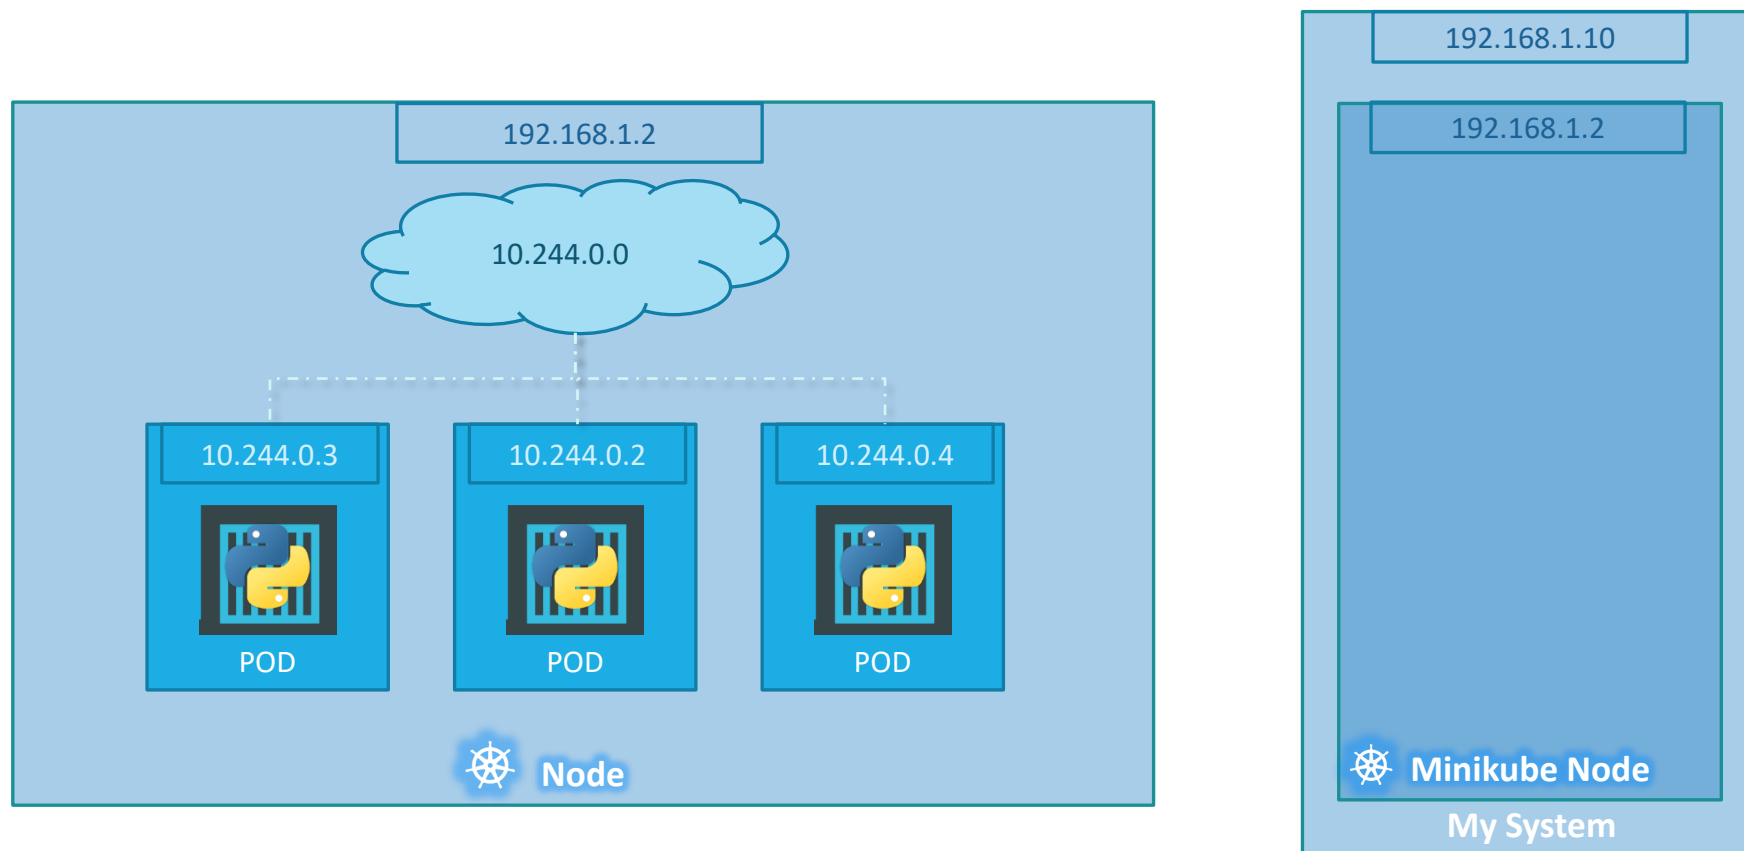 192.168.1.2
10.244.0.0
10.244.0.3
10.244.0.2
10.244.0.4
POD
POD
POD
Node
192.168.1.10
192.168.1.2
Minikube Node
My System